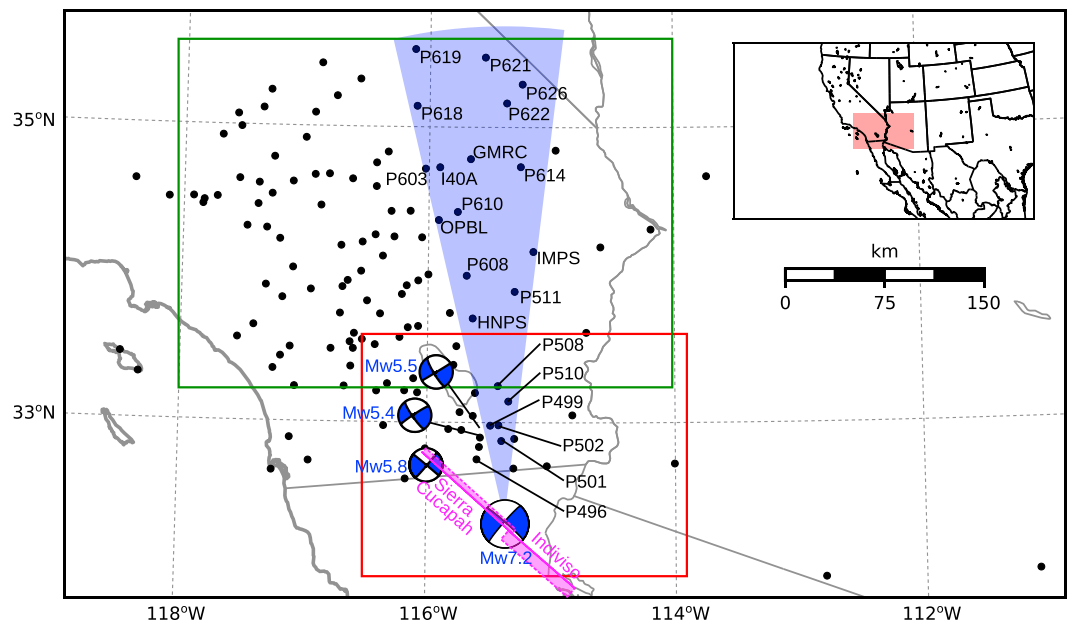 P619
P621
P626
P618
P622
35°N
GMRC
P603
I40A
P614
P610
OPBL
IMPS
P608
P511
HNPS
km
0
75
150
P508
Mw5.5
P510
P499
Mw5.4
33°N
P502
Mw5.8
P501
Sierra
Cucapah
P496
Indiviso
Mw7.2
118°W
116°W
114°W
112°W